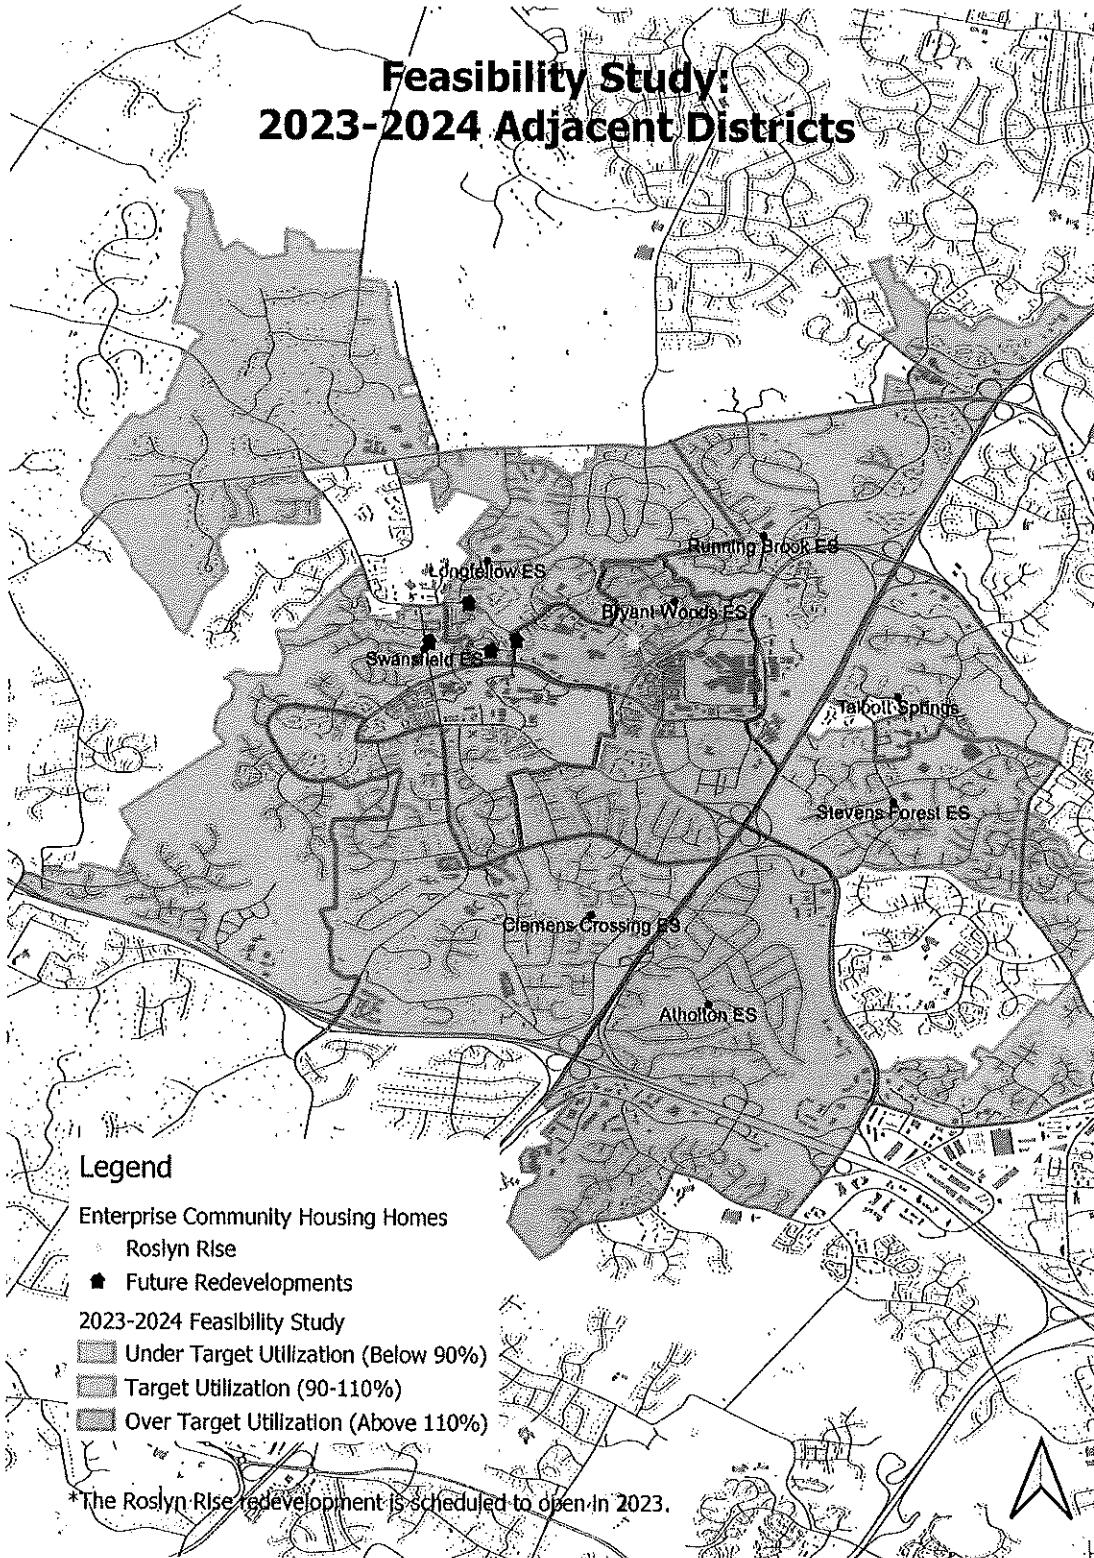 Feasibility Study:
2023-2024 Adjacent Districts
Running Brook ES
Longfellow ES
Bryant Woods ES
Swansfield ES
Talbott Springs
Stevens Forest ES
Clemens Crossing ES
Atholton ES
Legend
Enterprise Community Housing Homes
Roslyn Rise
Future Redevelopments
2023-2024 Feasibility Study
Under Target Utilization (Below 90%)
Target Utilization (90-110%)
Over Target Utilization (Above 110%)
*The Roslyn Rise redevelopment is scheduled to open in 2023.